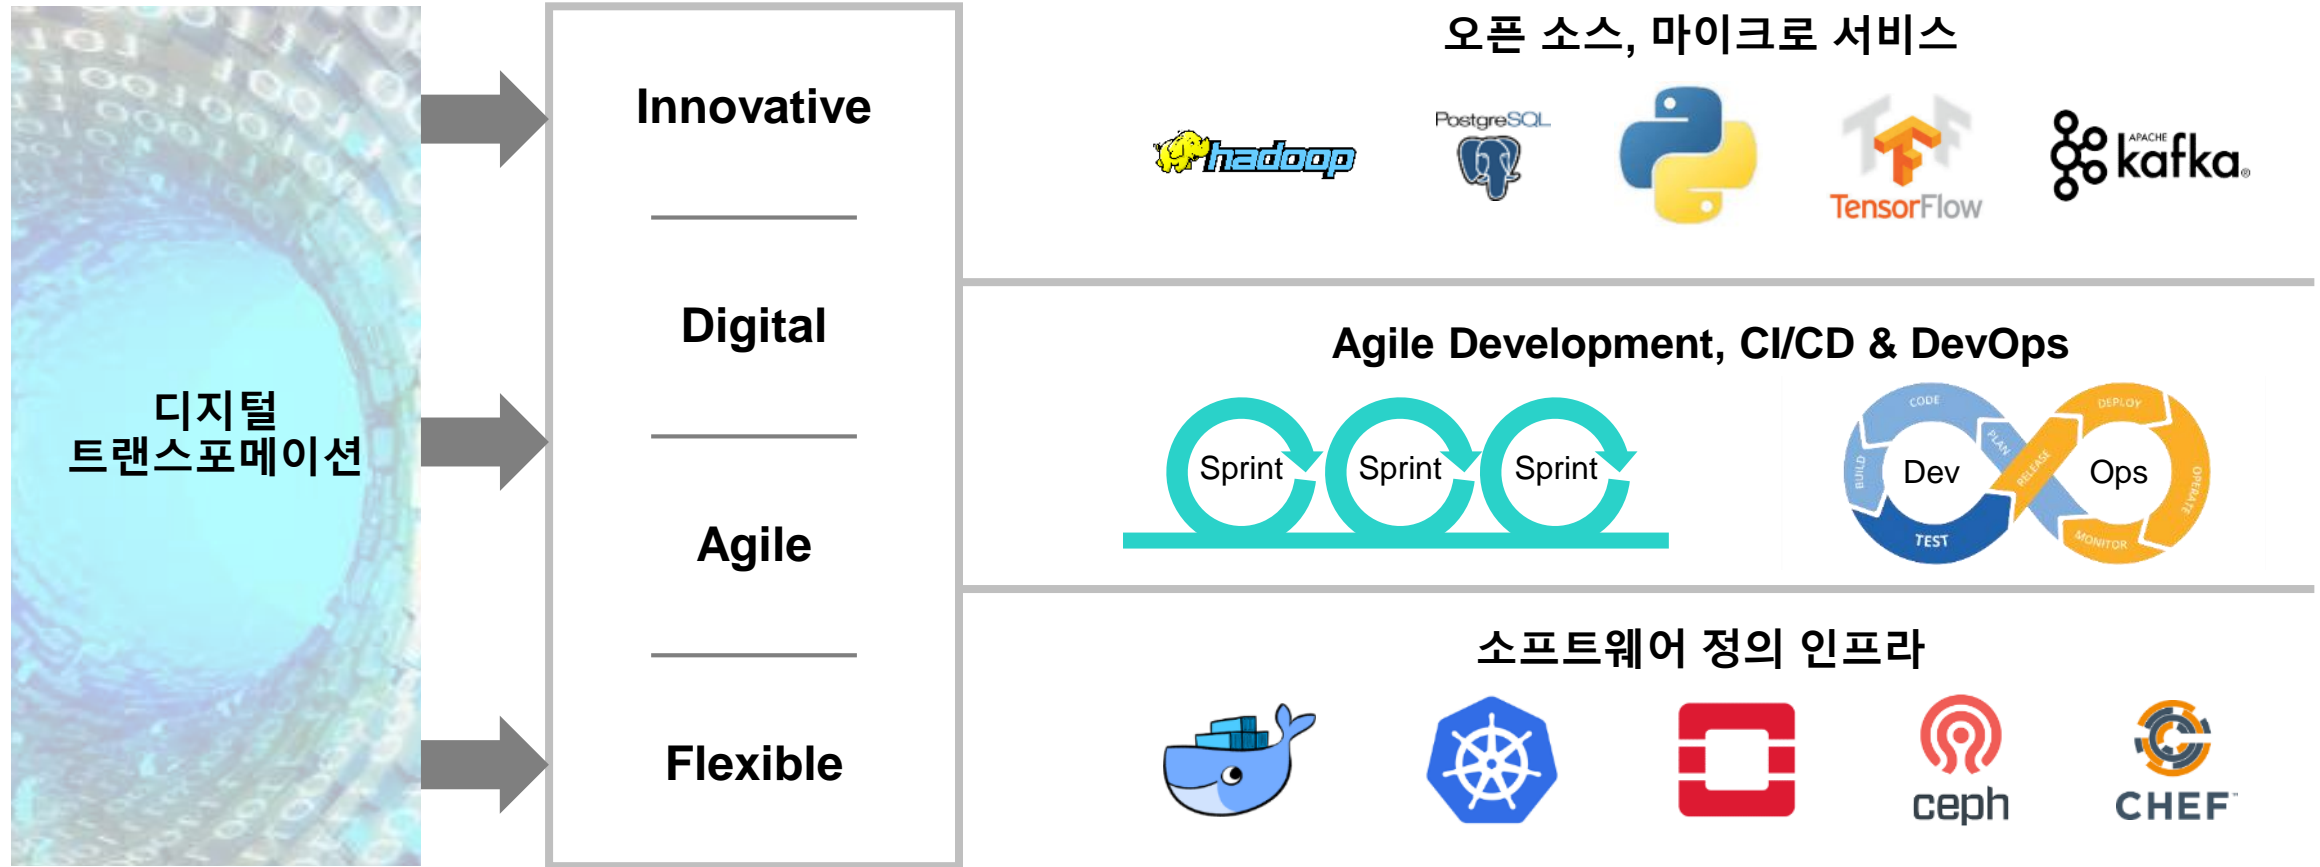 디지털
트랜스포메이션
Innovative
Digital
Agile
Flexible
오픈 소스, 마이크로 서비스
hadoop
PostgreSQL
TensorFlow
APACHE
kafka®
Agile Development, CI/CD & DevOps
Sprint
Sprint
Sprint
CODE
PLAN
BUILD
TEST
Dev
RELEASE
DEPLOY
OPERATE
MONITOR
Ops
소프트웨어 정의 인프라
ceph
CHEF™